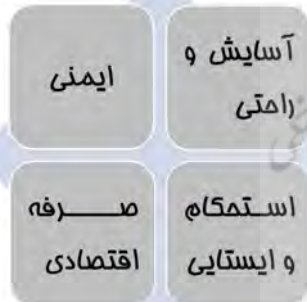 آسایش و
راحتی
ایمنی
استحکام
و ایستایی
صرفه
اقتصادی